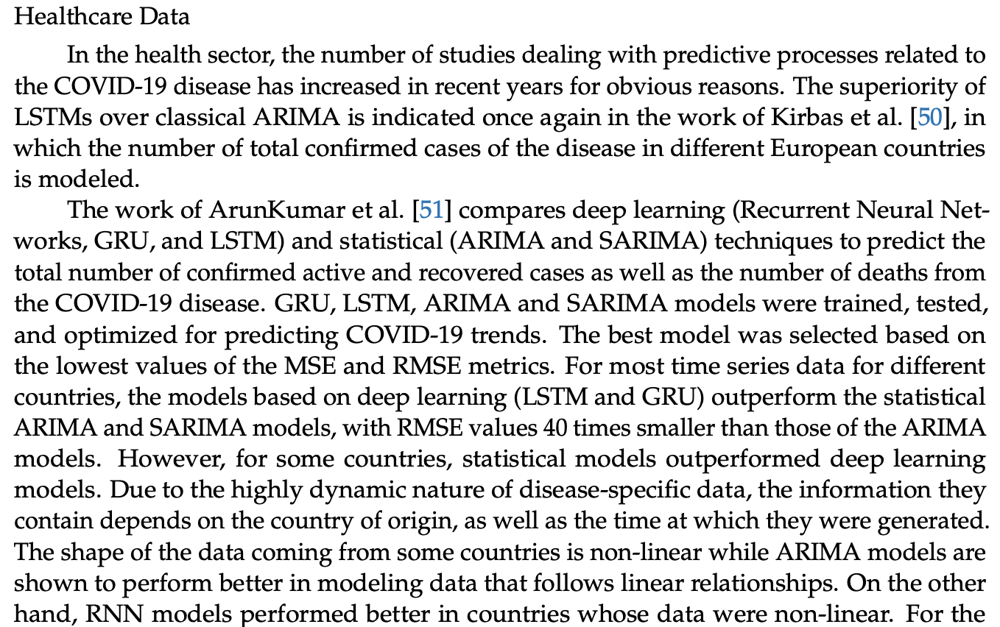 Healthcare Data
In the health sector, the number of studies dealing with predictive processes related to
the COVID-19 disease has increased in recent years for obvious reasons. The superiority of
LSTMs over classical ARIMA is indicated once again in the work of Kirbas et al. [50], in
which the number of total confirmed cases of the disease in different European countries
is modeled.
The work of ArunKumar et al. [51] compares deep learning (Recurrent Neural Net-
works, GRU, and LSTM) and statistical (ARIMA and SARIMA) techniques to predict the
total number of confirmed active and recovered cases as well as the number of deaths from
the COVID-19 disease. GRU, LSTM, ARIMA and SARIMA models were trained, tested,
and optimized for predicting COVID-19 trends. The best model was selected based on
the lowest values of the MSE and RMSE metrics. For most time series data for different
countries, the models based on deep learning (LSTM and GRU) outperform the statistical
ARIMA and SARIMA models, with RMSE values 40 times smaller than those of the ARIMA
models. However, for some countries, statistical models outperformed deep learning
models. Due to the highly dynamic nature of disease-specific data, the information they
contain depends on the country of origin, as well as the time at which they were generated.
The shape of the data coming from some countries is non-linear while ARIMA models are
shown to perform better in modeling data that follows linear relationships. On the other
hand, RNN models performed better in countries whose data were non-linear. For the